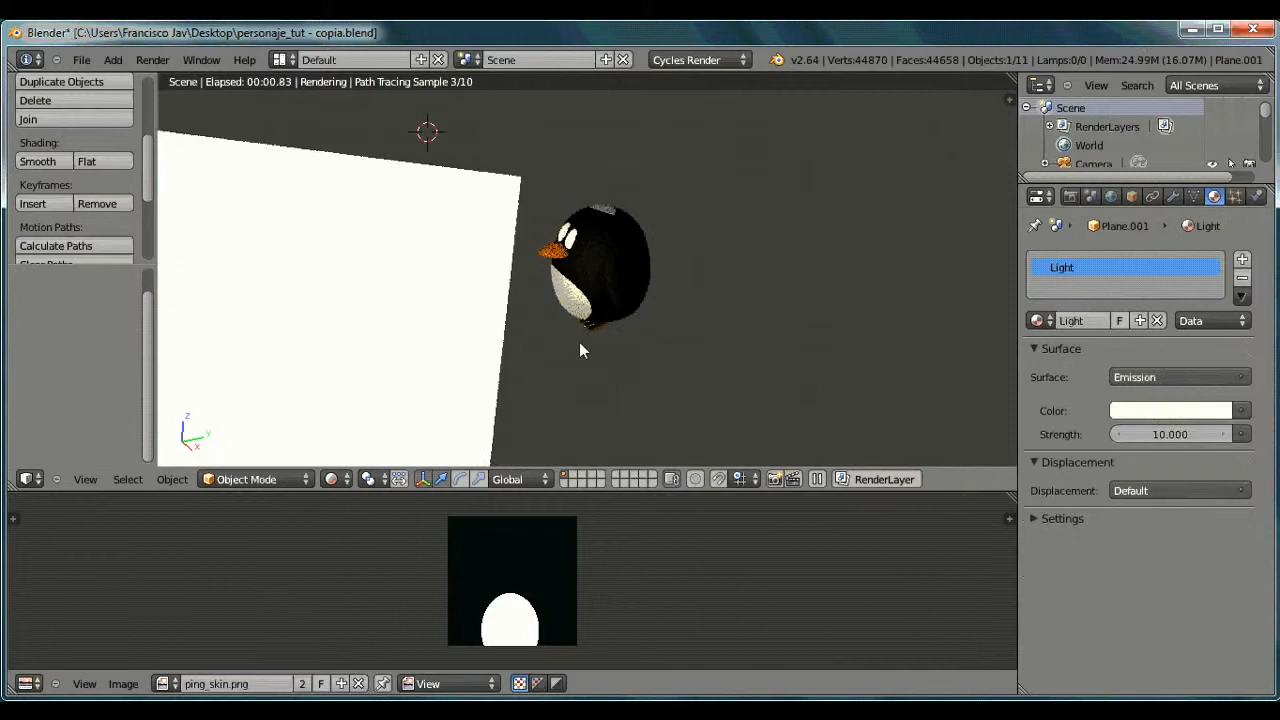 Blender* [C:\Users\Francisco Jav\Desktop\personaje_tut - copia.blend]
File Add Render Window Help Default Scene Cycles Render v2.64 | Verts:44870 | Faces:44658 | Objects:1/11 | Lamps:0/0 | Mem:24.99M (16.07M) | Plane.001
Duplicate Objects
Delete
Join
Shading:
Smooth Flat
Keyframes:
Insert Remove
Motion Paths:
Calculate Paths
Scene | Elapsed: 00:00.83 | Rendering | Path Tracing Sample 3/10
z
y
x
View Select Object Object Mode Global RenderLayer
View Image ping_skin.png 2 F View
View Search All Scenes
Scene
RenderLayers
World
Camera
Plane.001 Light
Light
Light F Data
Surface
Surface: Emission
Color:
Strength: 10.000
Displacement
Displacement: Default
Settings